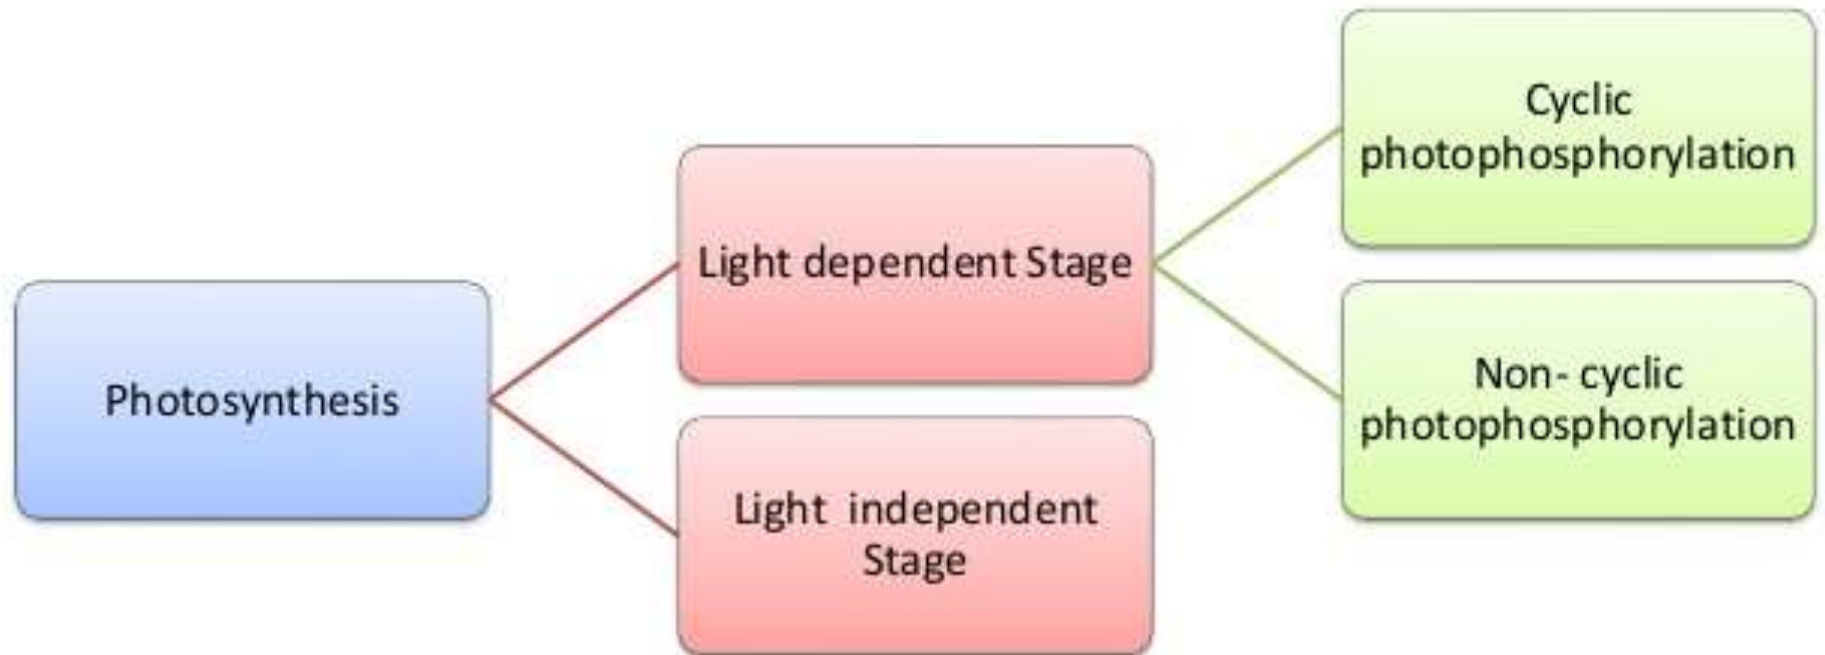 Photosynthesis
Light dependent Stage
Light independent
Stage
Cyclic
photophosphorylation
Non- cyclic
photophosphorylation